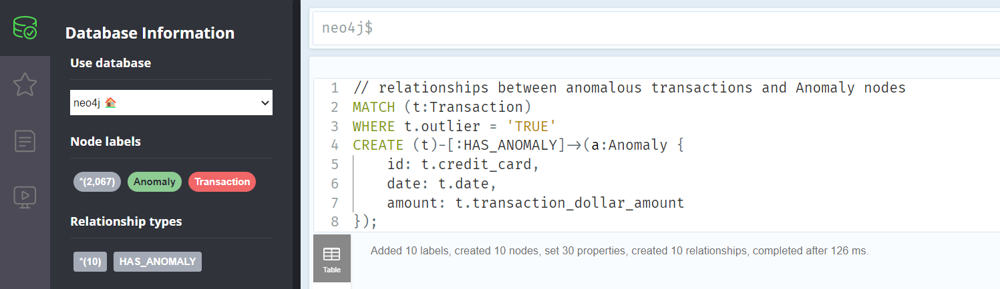 Database Information
Use database
neo4j
Node labels
*(2,067) Anomaly Transaction
Relationship types
*(10) HAS_ANOMALY
neo4j$
1 // relationships between anomalous transactions and Anomaly nodes
2 MATCH (t:Transaction)
3 WHERE t.outlier = 'TRUE'
4 CREATE (t)-[:HAS_ANOMALY]->(a:Anomaly {
5 id: t.credit_card,
6 date: t.date,
7 amount: t.transaction_dollar_amount
8 });
Table
Added 10 labels, created 10 nodes, set 30 properties, created 10 relationships, completed after 126 ms.